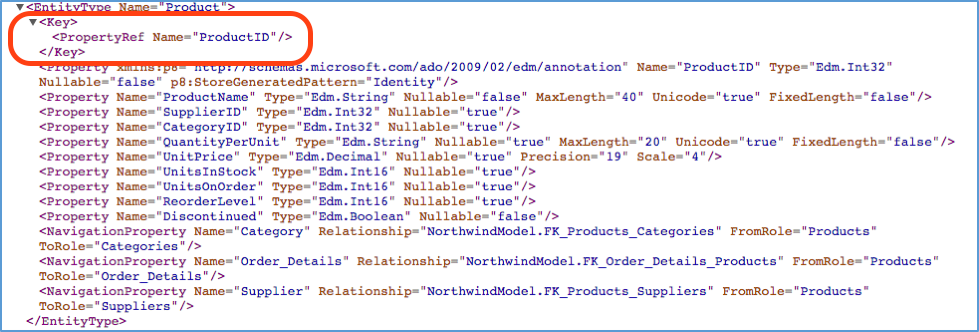 ▼<EntityType Name="Product">
▼<Key>
<PropertyRef Name="ProductID"/>
</Key>
<Property xmlns:p8="http://schemas.microsoft.com/ado/2009/02/edm/annotation" Name="ProductID" Type="Edm.Int32"
Nullable="false" p8:StoreGeneratedPattern="Identity"/>
<Property Name="ProductName" Type="Edm.String" Nullable="false" MaxLength="40" Unicode="true" FixedLength="false"/>
<Property Name="SupplierID" Type="Edm.Int32" Nullable="true"/>
<Property Name="CategoryID" Type="Edm.Int32" Nullable="true"/>
<Property Name="QuantityPerUnit" Type="Edm.String" Nullable="true" MaxLength="20" Unicode="true" FixedLength="false"/>
<Property Name="UnitPrice" Type="Edm.Decimal" Nullable="true" Precision="19" Scale="4"/>
<Property Name="UnitsInStock" Type="Edm.Int16" Nullable="true"/>
<Property Name="UnitsOnOrder" Type="Edm.Int16" Nullable="true"/>
<Property Name="ReorderLevel" Type="Edm.Int16" Nullable="true"/>
<Property Name="Discontinued" Type="Edm.Boolean" Nullable="false"/>
<NavigationProperty Name="Category" Relationship="NorthwindModel.FK_Products_Categories" FromRole="Products"
ToRole="Categories"/>
<NavigationProperty Name="Order_Details" Relationship="NorthwindModel.FK_Order_Details_Products" FromRole="Products"
ToRole="Order_Details"/>
<NavigationProperty Name="Supplier" Relationship="NorthwindModel.FK_Products_Suppliers" FromRole="Products"
ToRole="Suppliers"/>
</EntityType>